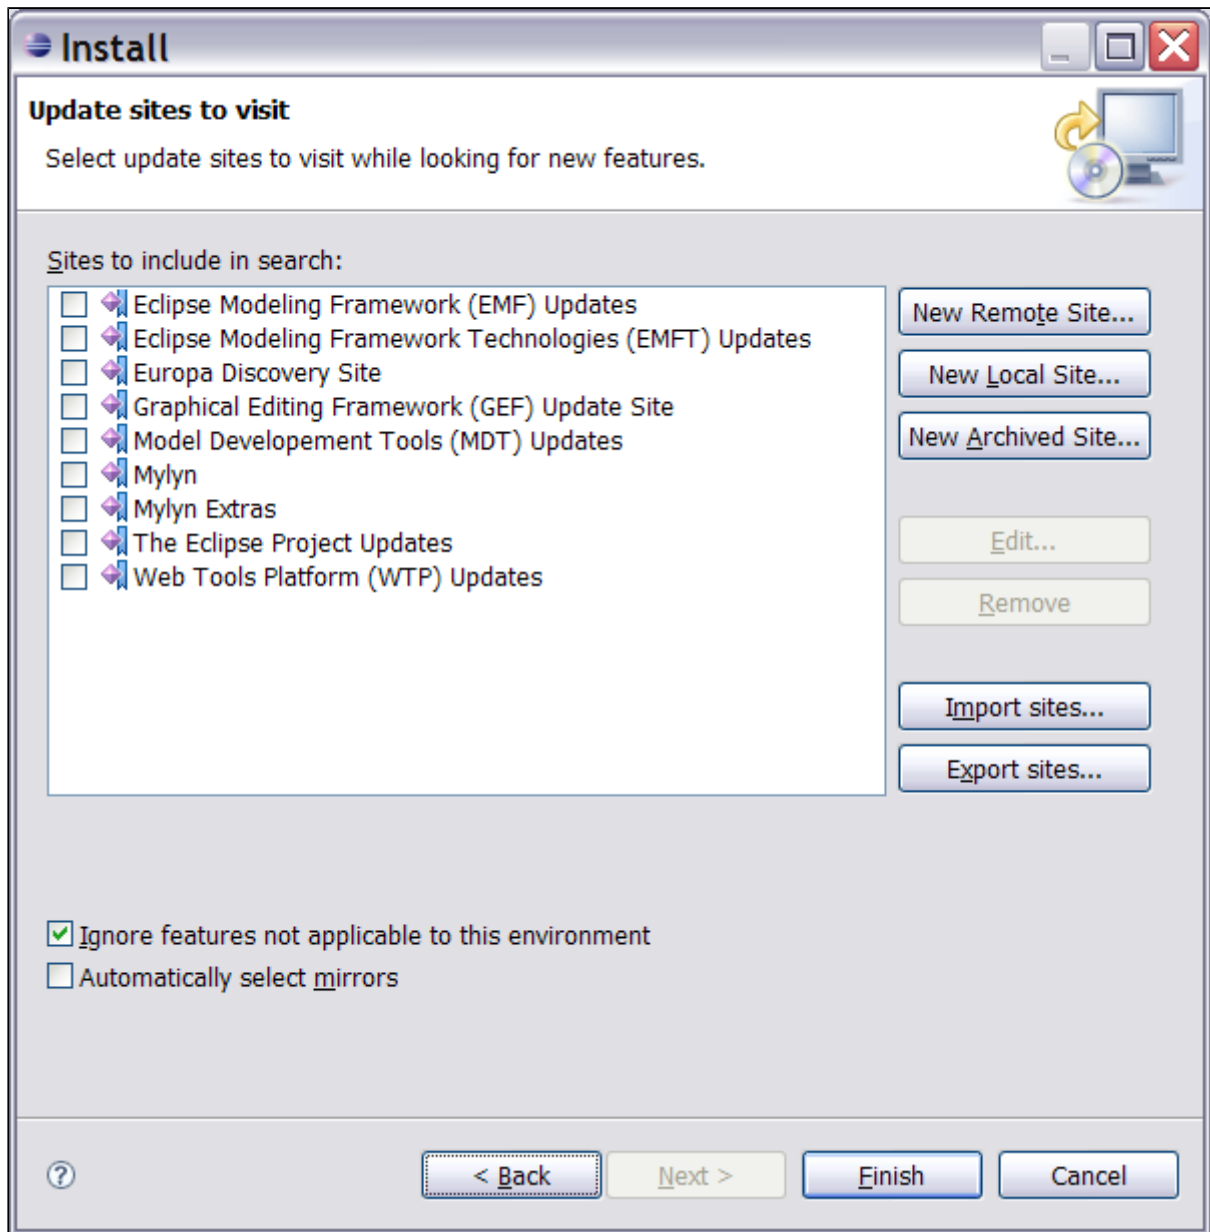 Install
Update sites to visit
Select update sites to visit while looking for new features.
Sites to include in search:
Eclipse Modeling Framework (EMF) Updates
Eclipse Modeling Framework Technologies (EMFT) Updates
Europa Discovery Site
Graphical Editing Framework (GEF) Update Site
Model Developement Tools (MDT) Updates
Mylyn
Mylyn Extras
The Eclipse Project Updates
Web Tools Platform (WTP) Updates
New Remote Site...
New Local Site...
New Archived Site...
Edit...
Remove
Import sites...
Export sites...
Ignore features not applicable to this environment
Automatically select mirrors
?
< Back
Next >
Finish
Cancel